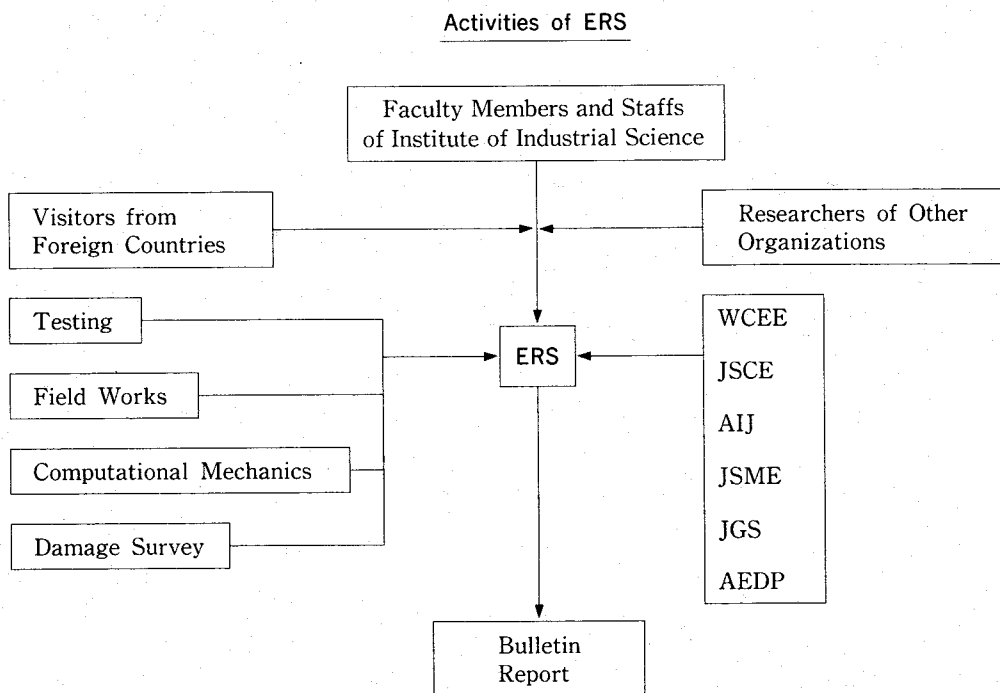 Activities of ERS
Faculty Members and Staffs
of Institute of Industrial Science
Visitors from
Foreign Countries
Researchers of Other
Organizations
Testing
Field Works
Computational Mechanics
Damage Survey
ERS
WCEE
JSCE
AIJ
JSME
JGS
AEDP
Bulletin
Report